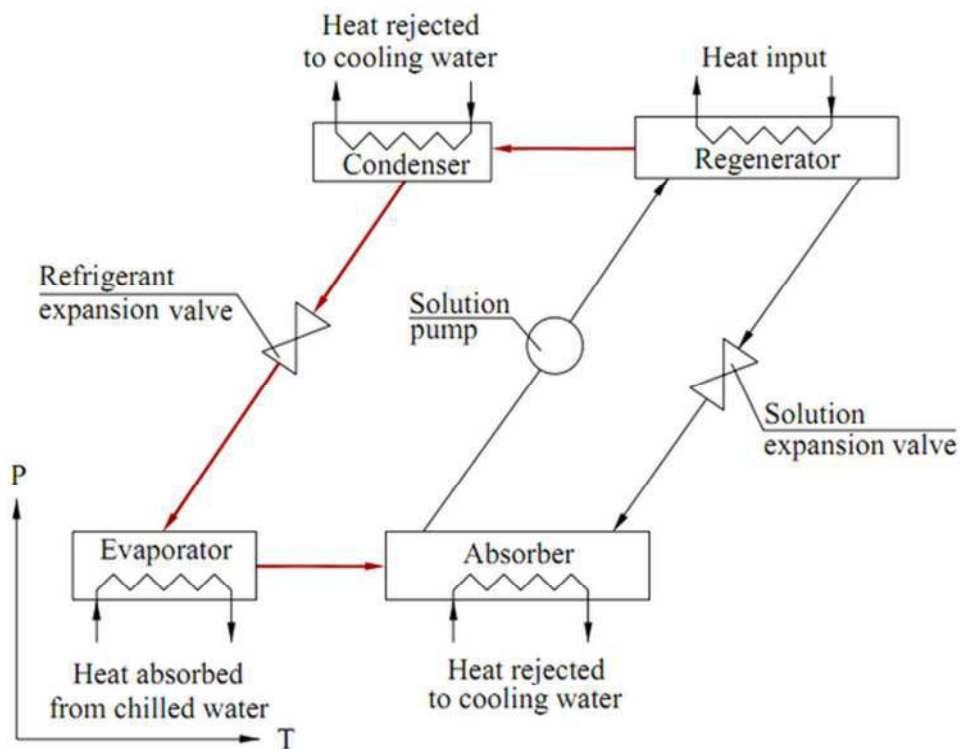 Heat rejected
to cooling water
Heat input
Condenser
Regenerator
Refrigerant
expansion valve
Solution
pump
Solution
expansion valve
P
Evaporator
Absorber
Heat absorbed
from chilled water
Heat rejected
to cooling water
T